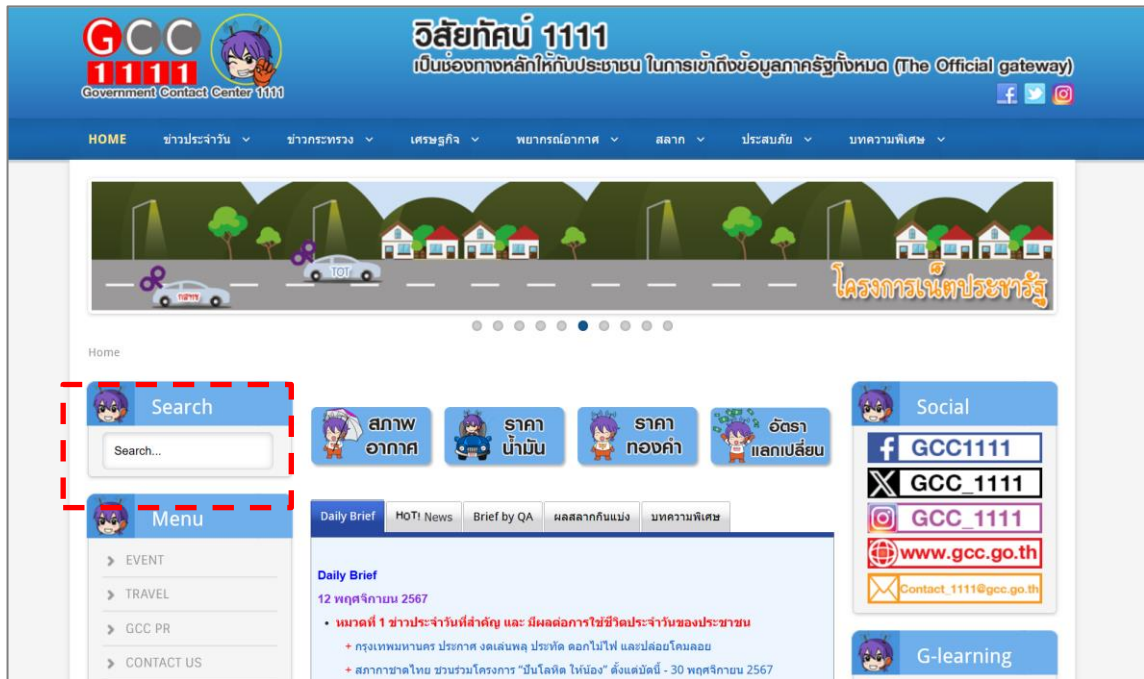 GCC
1111
Government Contact Center 1111
วิสัยทัศน์ 1111
เป็นช่องทางหลักให้กับประชาชน ในการเข้าถึงข้อมูลภาครัฐทั้งหมด (The Official gateway)
HOME ข่าวประจำวัน ข่าวกระทรวง เศรษฐกิจ พยากรณ์อากาศ สลาก ประสบภัย บทความพิเศษ
TOT
กสทช
โครงการเน็ตประชารัฐ
Home
Search
Search...
Menu
EVENT
TRAVEL
GCC PR
CONTACT US
สภาพ
อากาศ
ราคา
น้ำมัน
ราคา
ทองคำ
อัตรา
แลกเปลี่ยน
Daily Brief HOT! News Brief by QA ผลสลากกินแบ่ง บทความพิเศษ
Daily Brief
12 พฤศจิกายน 2567
• หมวดที่ 1 ข่าวประจำวันที่สำคัญ และ มีผลต่อการใช้ชีวิตประจำวันของประชาชน
+ กรุงเทพมหานคร ประกาศ งดเล่นพลุ ประทัด ดอกไม้ไฟ และปล่อยโคมลอย
+ สภากาชาดไทย ชวนร่วมโครงการ "ปันโลหิต ให้น้อง" ตั้งแต่บัดนี้ - 30 พฤศจิกายน 2567
Social
GCC1111
GCC_1111
GCC_1111
www.gcc.go.th
Contact_1111@gcc.go.th
G-learning